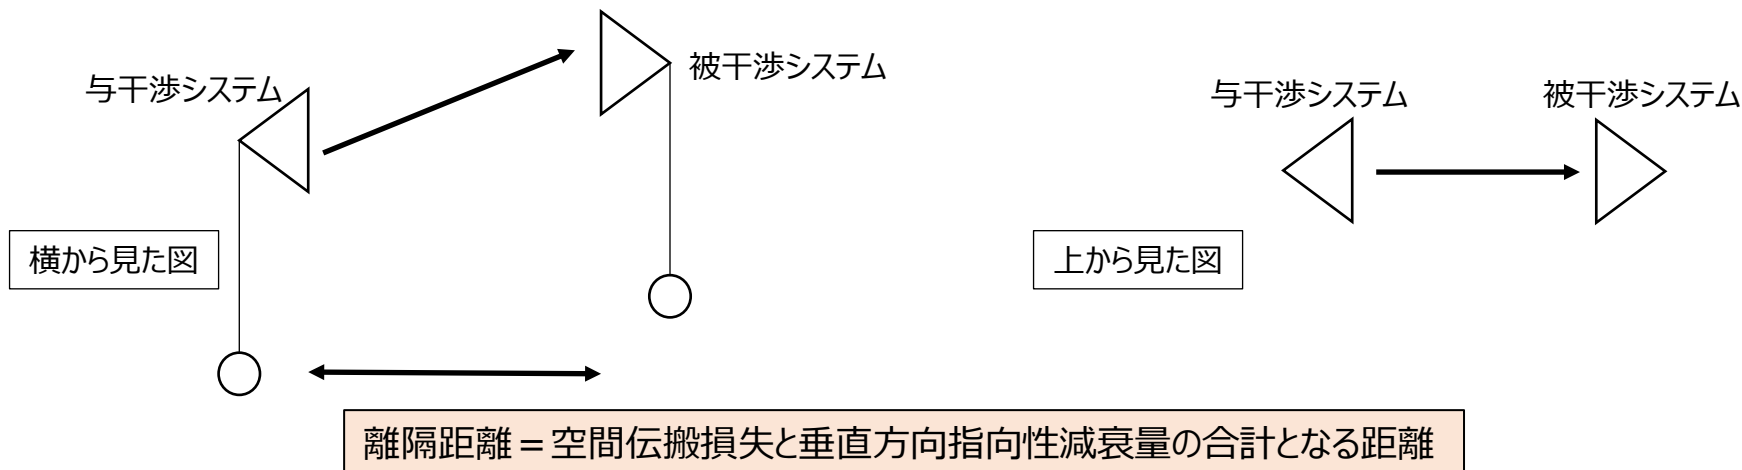 被干渉システム
与干渉システム
横から見た図
与干渉システム
被干渉システム
上から見た図
離隔距離＝空間伝搬損失と垂直方向指向性減衰量の合計となる距離